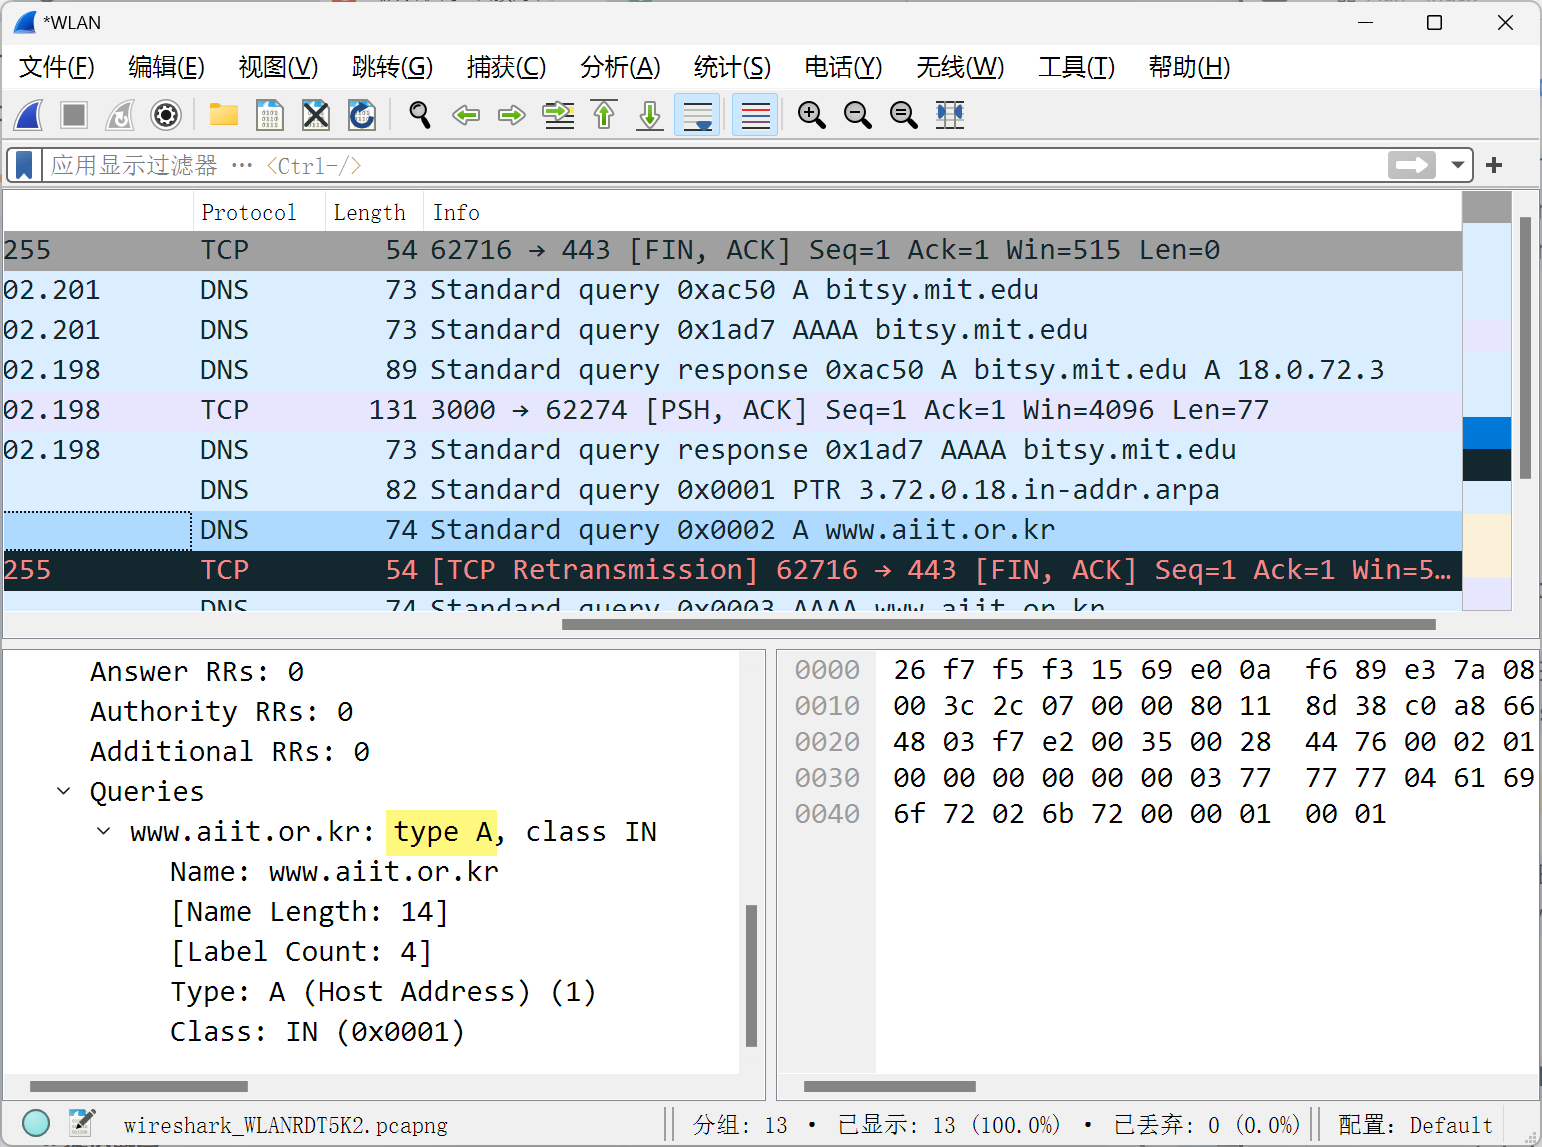 *WLAN
文件(F) 编辑(E) 视图(V) 跳转(G) 捕获(C) 分析(A) 统计(S) 电话(Y) 无线(W) 工具(T) 帮助(H)
应用显示过滤器 … <Ctrl-/>
Protocol Length Info
255 TCP 54 62716 → 443 [FIN, ACK] Seq=1 Ack=1 Win=515 Len=0
02.201 DNS 73 Standard query 0xac50 A bitsy.mit.edu
02.201 DNS 73 Standard query 0x1ad7 AAAA bitsy.mit.edu
02.198 DNS 89 Standard query response 0xac50 A bitsy.mit.edu A 18.0.72.3
02.198 TCP 131 3000 → 62274 [PSH, ACK] Seq=1 Ack=1 Win=4096 Len=77
02.198 DNS 73 Standard query response 0x1ad7 AAAA bitsy.mit.edu
DNS 82 Standard query 0x0001 PTR 3.72.0.18.in-addr.arpa
DNS 74 Standard query 0x0002 A www.aiit.or.kr
255 TCP 54 [TCP Retransmission] 62716 → 443 [FIN, ACK] Seq=1 Ack=1 Win=5…
DNS 74 Standard query 0x0003 AAAA www.aiit.or.kr
Answer RRs: 0
Authority RRs: 0
Additional RRs: 0
Queries
www.aiit.or.kr: type A, class IN
Name: www.aiit.or.kr
[Name Length: 14]
[Label Count: 4]
Type: A (Host Address) (1)
Class: IN (0x0001)
0000 26 f7 f5 f3 15 69 e0 0a f6 89 e3 7a 08
0010 00 3c 2c 07 00 00 80 11 8d 38 c0 a8 66
0020 48 03 f7 e2 00 35 00 28 44 76 00 02 01
0030 00 00 00 00 00 00 03 77 77 77 04 61 69
0040 6f 72 02 6b 72 00 00 01 00 01
wireshark_WLANRDT5K2.pcapng 分组: 13 · 已显示: 13 (100.0%) · 已丢弃: 0 (0.0%) 配置: Default